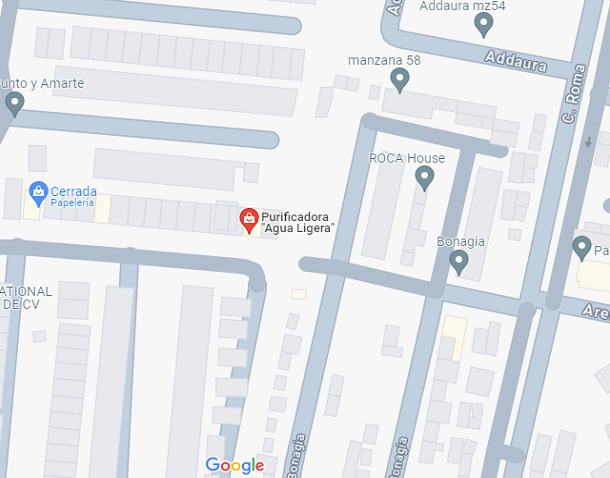 Addaura mz54
Addaura
manzana 58
C. Roma
unto y Amarte
ROCA House
Cerrada
Papelería
Purificadora
"Agua Ligera"
Bonagia
Pa
ATIONAL
DE CV
Are
Bonagia
Bonagia
Google